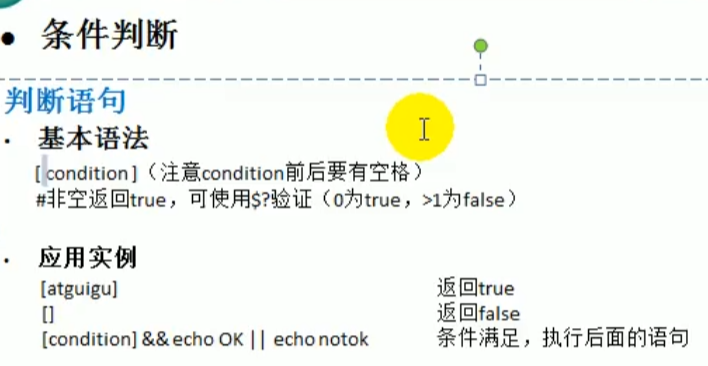 • 条件判断
判断语句
· 基本语法
[ condition ]（注意condition前后要有空格）
#非空返回true，可使用$?验证（0为true，>1为false）
· 应用实例
[atguigu] 返回true
[] 返回false
[condition] && echo OK || echo notok 条件满足，执行后面的语句